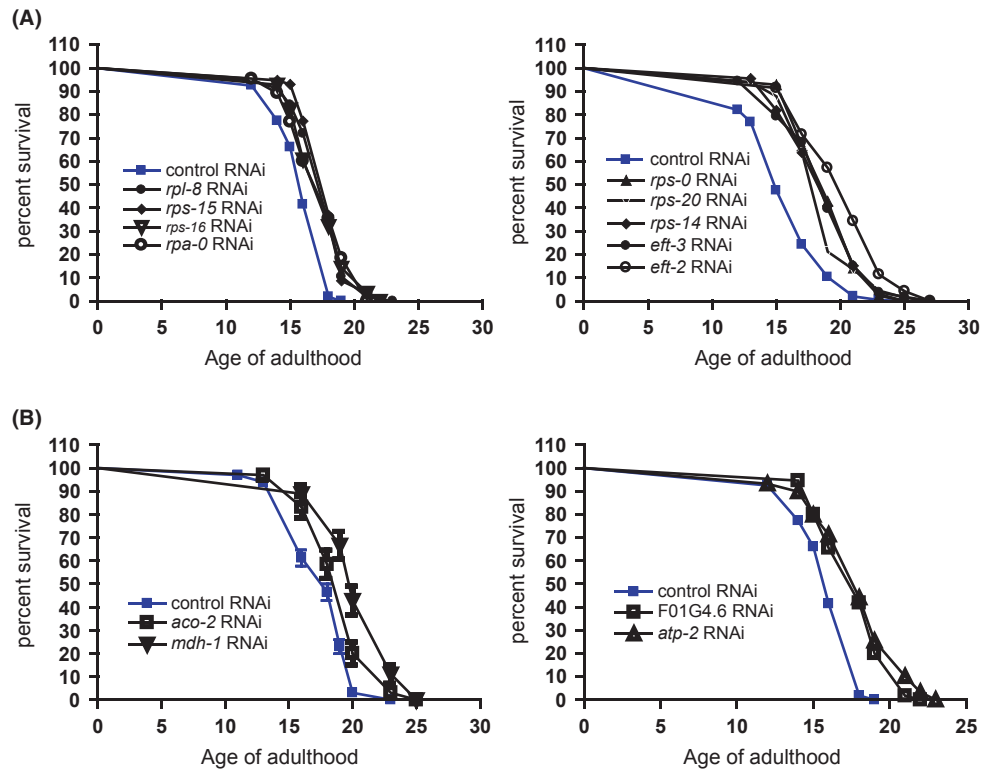 (A)
110
100
90
80
70
60
50
40
30
20
10
0
percent survival
control RNAi
rpl-8 RNAi
rps-15 RNAi
rps-16 RNAi
rpa-0 RNAi
0 5 10 15 20 25 30
Age of adulthood
110
100
90
80
70
60
50
40
30
20
10
0
percent survival
control RNAi
rps-0 RNAi
rps-20 RNAi
rps-14 RNAi
eft-3 RNAi
eft-2 RNAi
0 5 10 15 20 25 30
Age of adulthood
(B)
110
100
90
80
70
60
50
40
30
20
10
0
percent survival
control RNAi
aco-2 RNAi
mdh-1 RNAi
0 5 10 15 20 25 30
Age of adulthood
110
100
90
80
70
60
50
40
30
20
10
0
percent survival
control RNAi
F01G4.6 RNAi
atp-2 RNAi
0 5 10 15 20 25
Age of adulthood